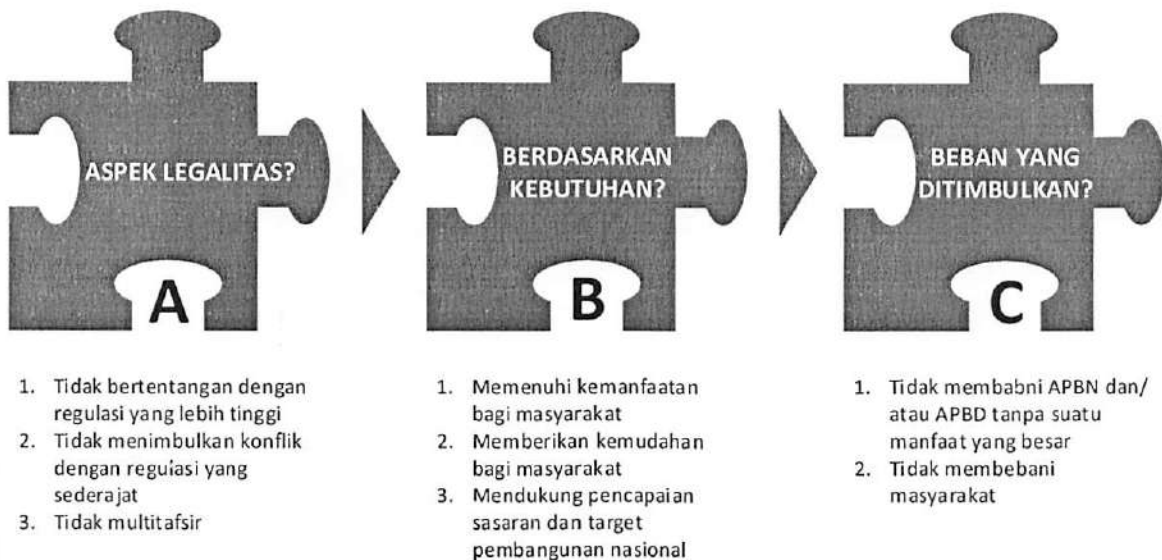 ASPEK LEGALITAS?
A
1. Tidak bertentangan dengan
regulasi yang lebih tinggi
2. Tidak menimbulkan konflik
dengan regulasi yang
sederajat
3. Tidak multitafsir
BERDASARKAN
KEBUTUHAN?
B
1. Memenuhi kemanfaatan
bagi masyarakat
2. Memberikan kemudahan
bagi masyarakat
3. Mendukung pencapaian
sasaran dan target
pembangunan nasional
BEBAN YANG
DITIMBULKAN?
C
1. Tidak membabni APBN dan/
atau APBD tanpa suatu
manfaat yang besar
2. Tidak membebani
masyarakat